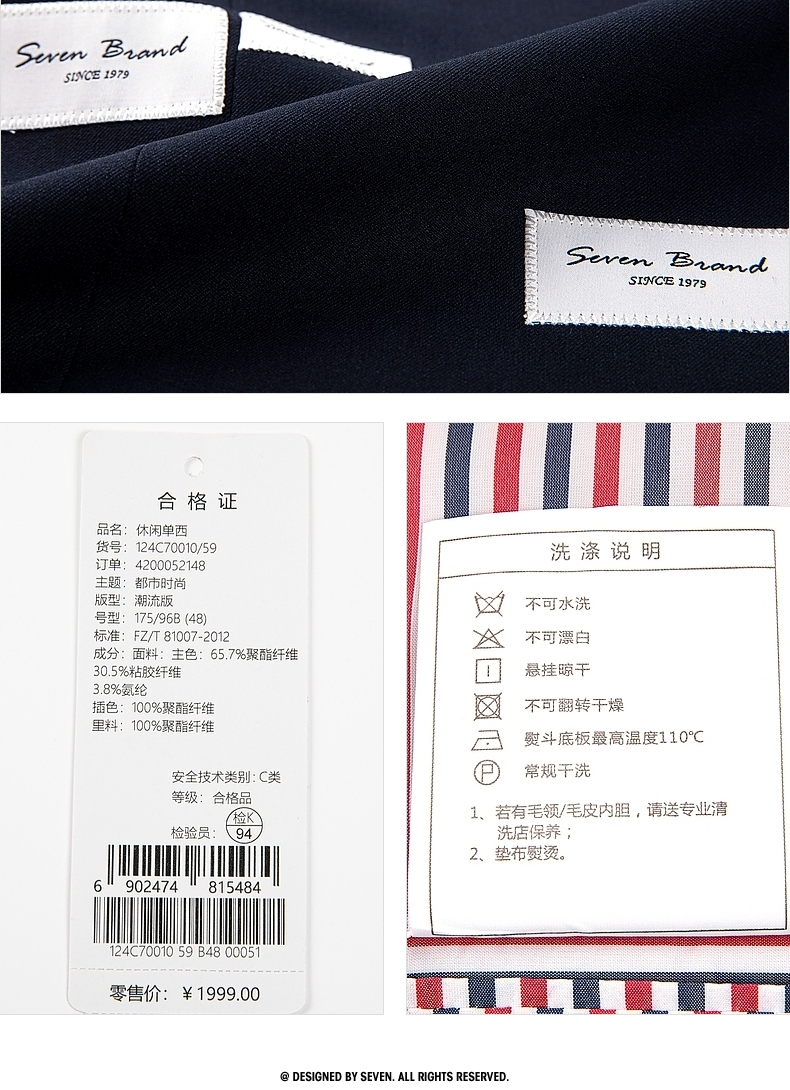 Seven Brand
SINCE 1979
Seven Brand
SINCE 1979
合格证
品名：休闲单西
货号：124C70010/59
订单：4200052148
主题：都市时尚
版型：潮流版
号型：175/96B (48)
标准：FZ/T 81007-2012
成分：面料：主色：65.7%聚酯纤维
30.5%粘胶纤维
3.8%氨纶
插色：100%聚酯纤维
里料：100%聚酯纤维
安全技术类别：C类
等级：合格品
检验员：检K
94
6 902474 815484
124C70010 59 B48 00051
零售价：￥1999.00
洗涤说明
不可水洗
不可漂白
悬挂晾干
不可翻转干燥
熨斗底板最高温度110℃
P 常规干洗
1、若有毛领/毛皮内胆，请送专业清
洗店保养；
2、垫布熨烫。
@ DESIGNED BY SEVEN. ALL RIGHTS RESERVED.